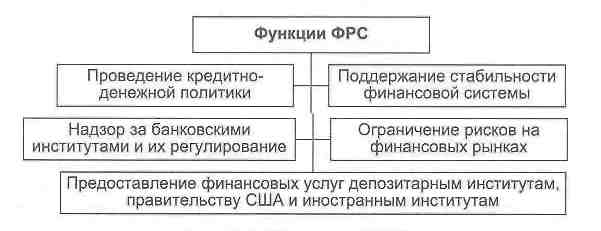 Функции ФРС
Проведение кредитно-
денежной политики
Поддержание стабильности
финансовой системы
Надзор за банковскими
институтами и их регулирование
Ограничение рисков на
финансовых рынках
Предоставление финансовых услуг депозитарным институтам,
правительству США и иностранным институтам